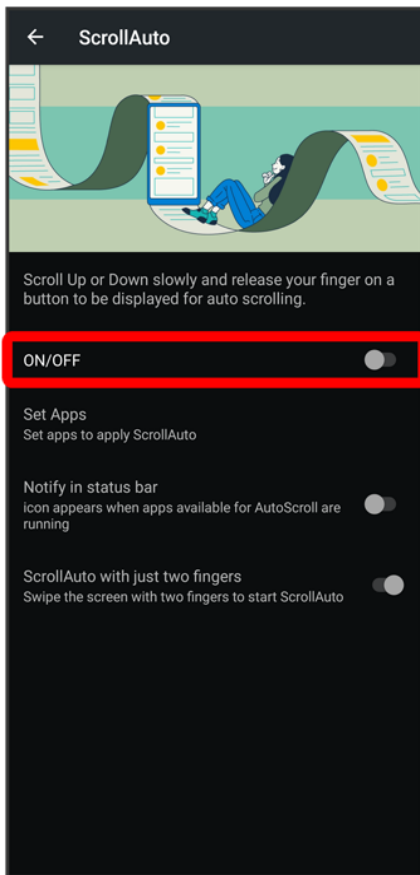 ScrollAuto
Scroll Up or Down slowly and release your finger on a
button to be displayed for auto scrolling.
ON/OFF
Set Apps
Set apps to apply ScrollAuto
Notify in status bar
icon appears when apps available for AutoScroll are
running
ScrollAuto with just two fingers
Swipe the screen with two fingers to start ScrollAuto